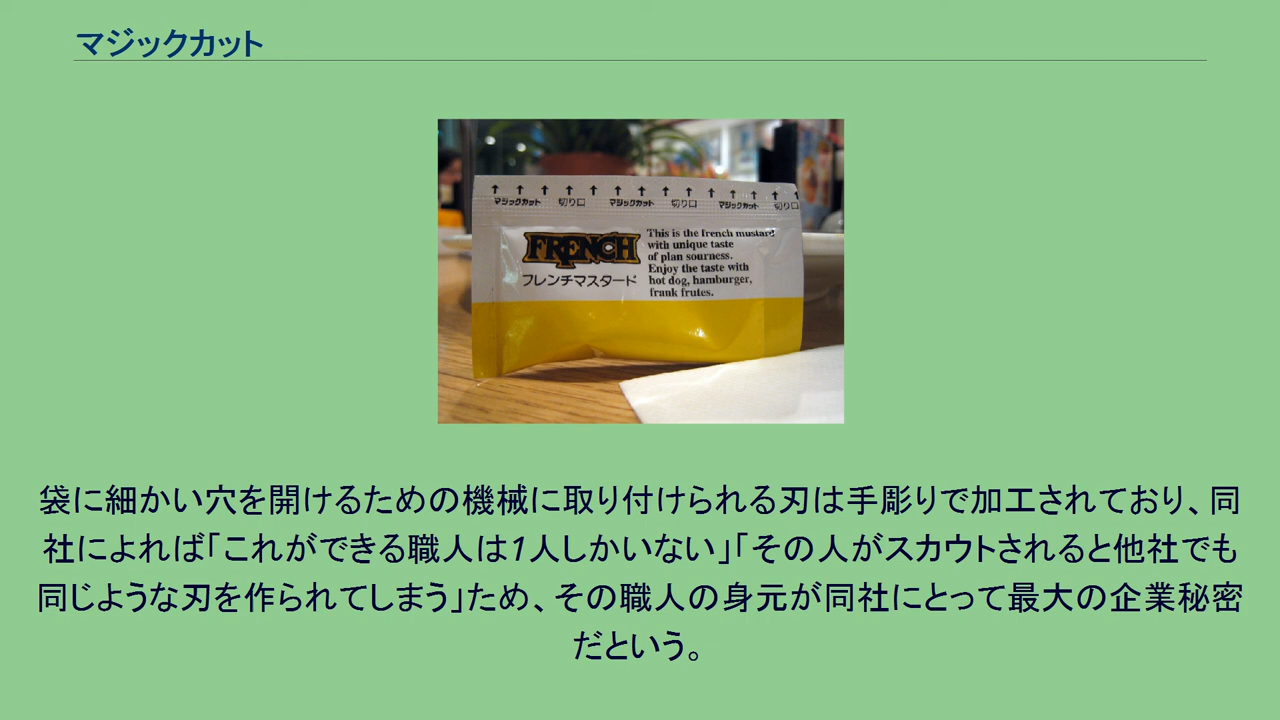 マジックカット
マジックカット 切り口 マジックカット 切り口 マジックカット 切り口
FRENCH
フレンチマスタード
This is the french mustard
with unique taste
of plan sourness.
Enjoy the taste with
hot dog, hamburger,
frank frutes.
袋に細かい穴を開けるための機械に取り付けられる刃は手彫りで加工されており、同
社によれば「これができる職人は1人しかいない」「その人がスカウトされると他社でも
同じような刃を作られてしまう」ため、その職人の身元が同社にとって最大の企業秘密
だという。